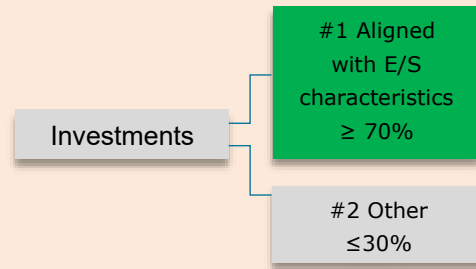 #1 Aligned
with E/S
characteristics
≥ 70%
Investments
#2 Other
≤30%